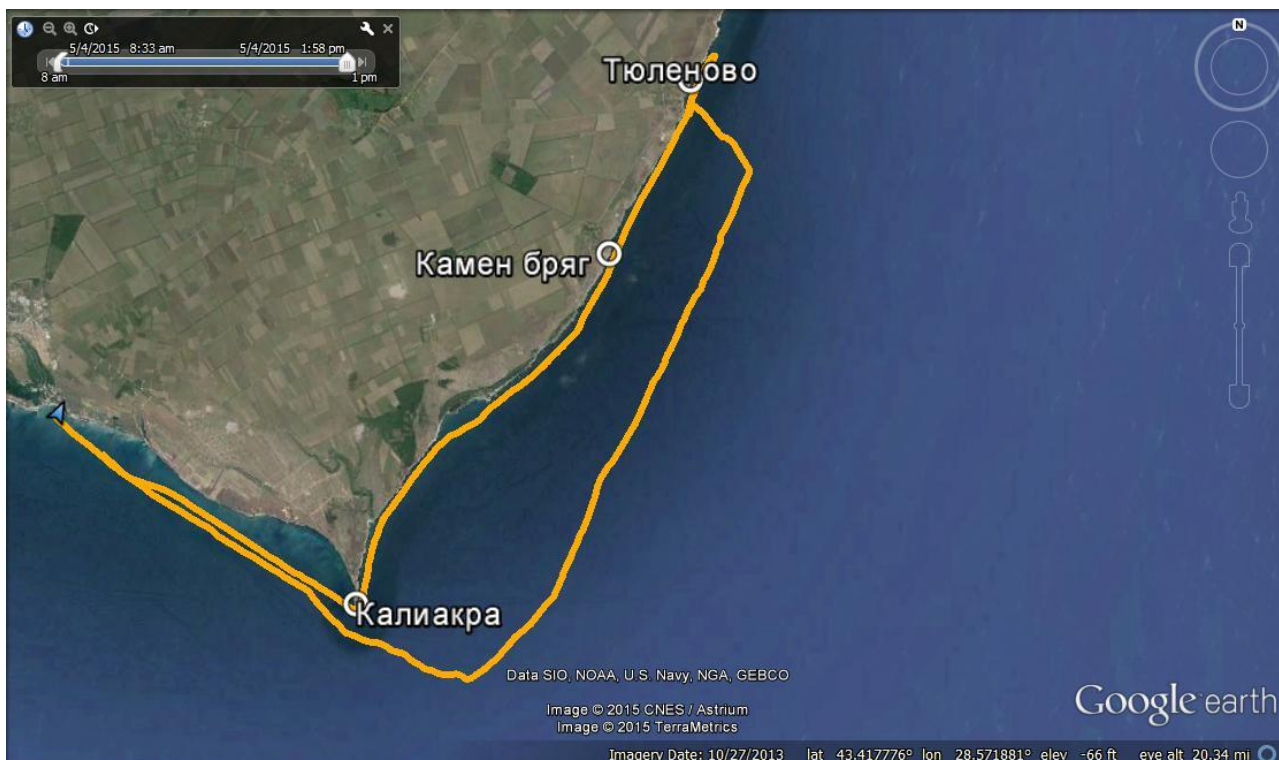 5/4/2015 8:33 am 5/4/2015 1:58 pm
8 am 1 pm
N
Тюленово
Камен бряг
Калиакра
Data SIO, NOAA, U.S. Navy, NGA, GEBCO
Image © 2015 CNES / Astrium
Image © 2015 TerraMetrics
Google earth
Imagery Date: 10/27/2013 lat 43.417776° lon 28.571881° elev -66 ft eye alt 20.34 mi